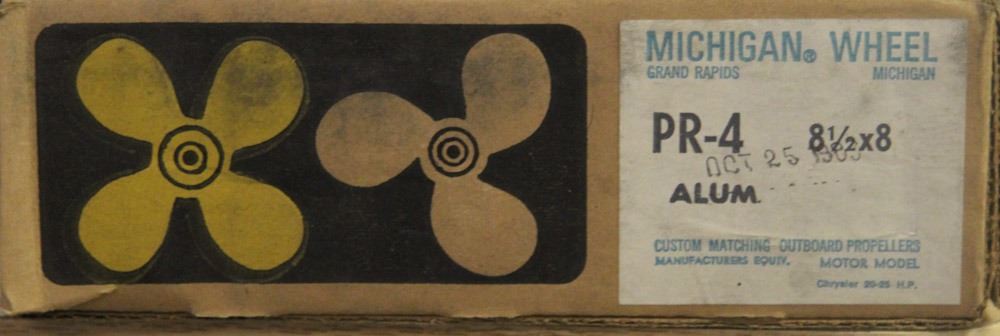 MICHIGAN® WHEEL
GRAND RAPIDS MICHIGAN
PR-4 8½x8
OCT 25
ALUM.
CUSTOM MATCHING OUTBOARD PROPELLERS
MANUFACTURERS EQUIV. MOTOR MODEL
Chrysler 20-25 H.P.